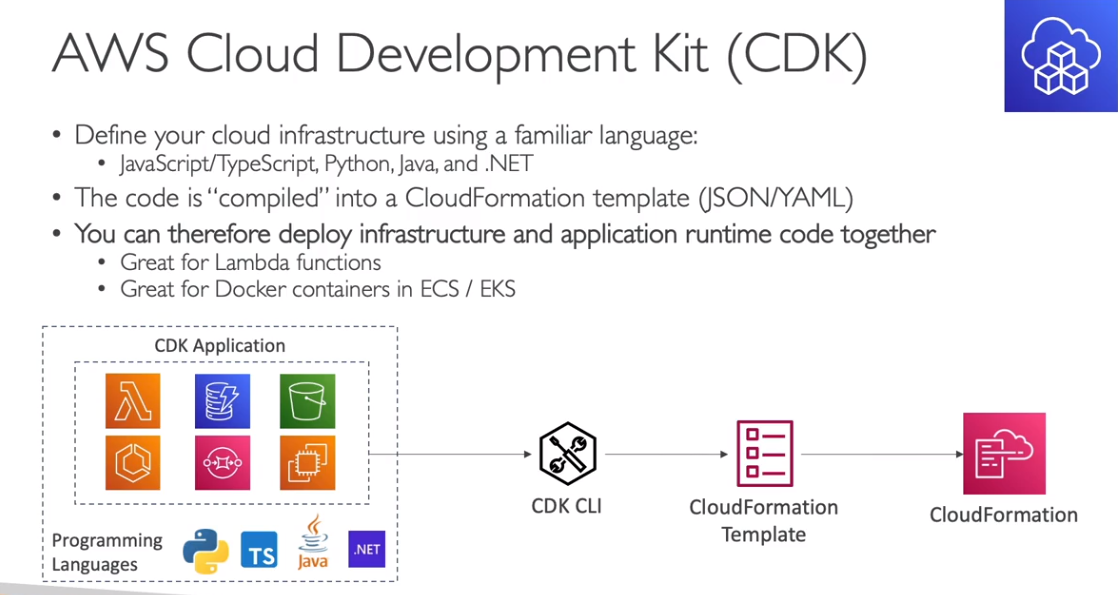 AWS Cloud Development Kit (CDK)
• Define your cloud infrastructure using a familiar language:
• JavaScript/TypeScript, Python, Java, and .NET
• The code is “compiled” into a CloudFormation template (JSON/YAML)
• You can therefore deploy infrastructure and application runtime code together
• Great for Lambda functions
• Great for Docker containers in ECS / EKS
CDK Application
Programming
Languages
TS
Java
.NET
CDK CLI
CloudFormation
Template
CloudFormation